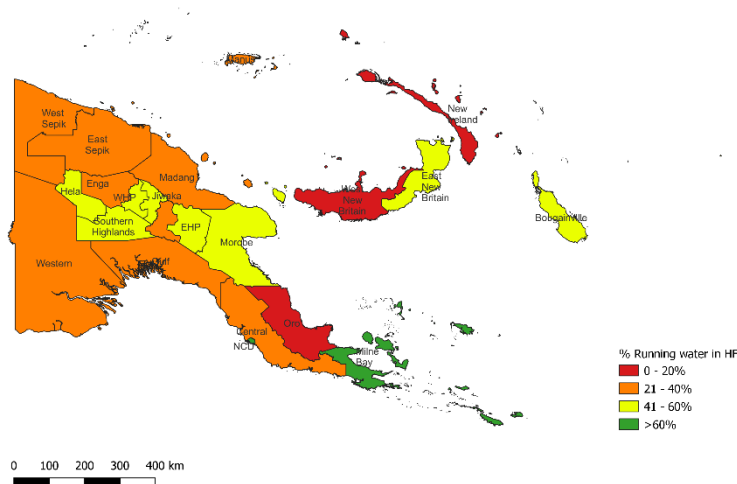 Manus
New
Ireland
West
Sepik
East
Sepik
Madang
Hela
Enga
WHP
Jiwaka
West
New
Britain
East
New
Britain
Southern
Highlands
EHP
Morobe
Bougainville
Western
Gulf
Central
Oro
NCD
Milne
Bay
% Running water in HF
0 - 20%
21 - 40%
41 - 60%
>60%
0 100 200 300 400 km